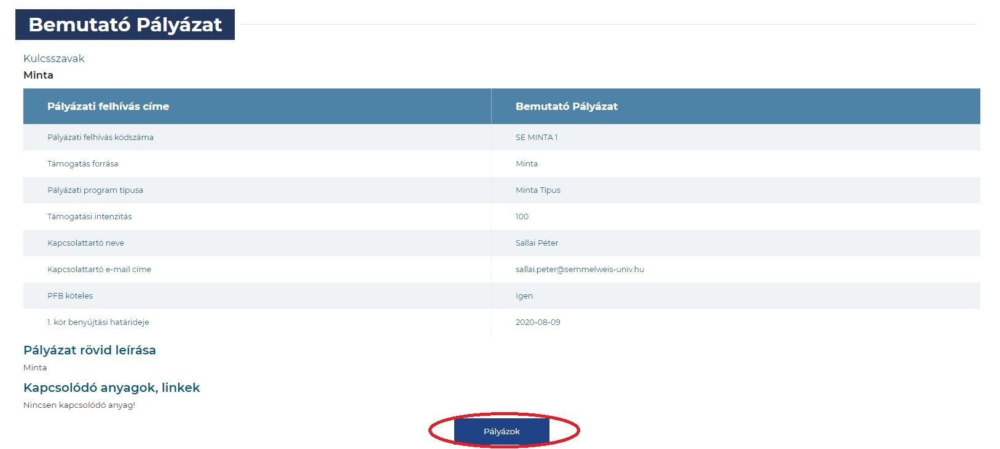 Bemutató Pályázat
Kulcsszavak
Minta
Pályázati felhívás címe Bemutató Pályázat
Pályázati felhívás kódszáma SE MINTA 1
Támogatás forrása Minta
Pályázati program típusa Minta Típus
Támogatási intenzitás 100
Kapcsolattartó neve Sallai Péter
Kapcsolattartó e-mail címe sallai.peter@semmelweis-univ.hu
PFB köteles Igen
1. kör benyújtási határideje 2020-08-09
Pályázat rövid leírása
Minta
Kapcsolódó anyagok, linkek
Nincsen kapcsolódó anyag!
Pályázok